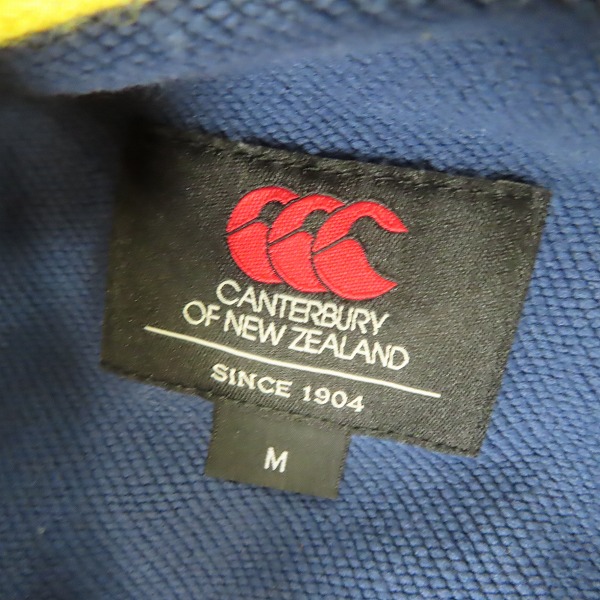 CANTERBURY
OF NEW ZEALAND
SINCE 1904
M